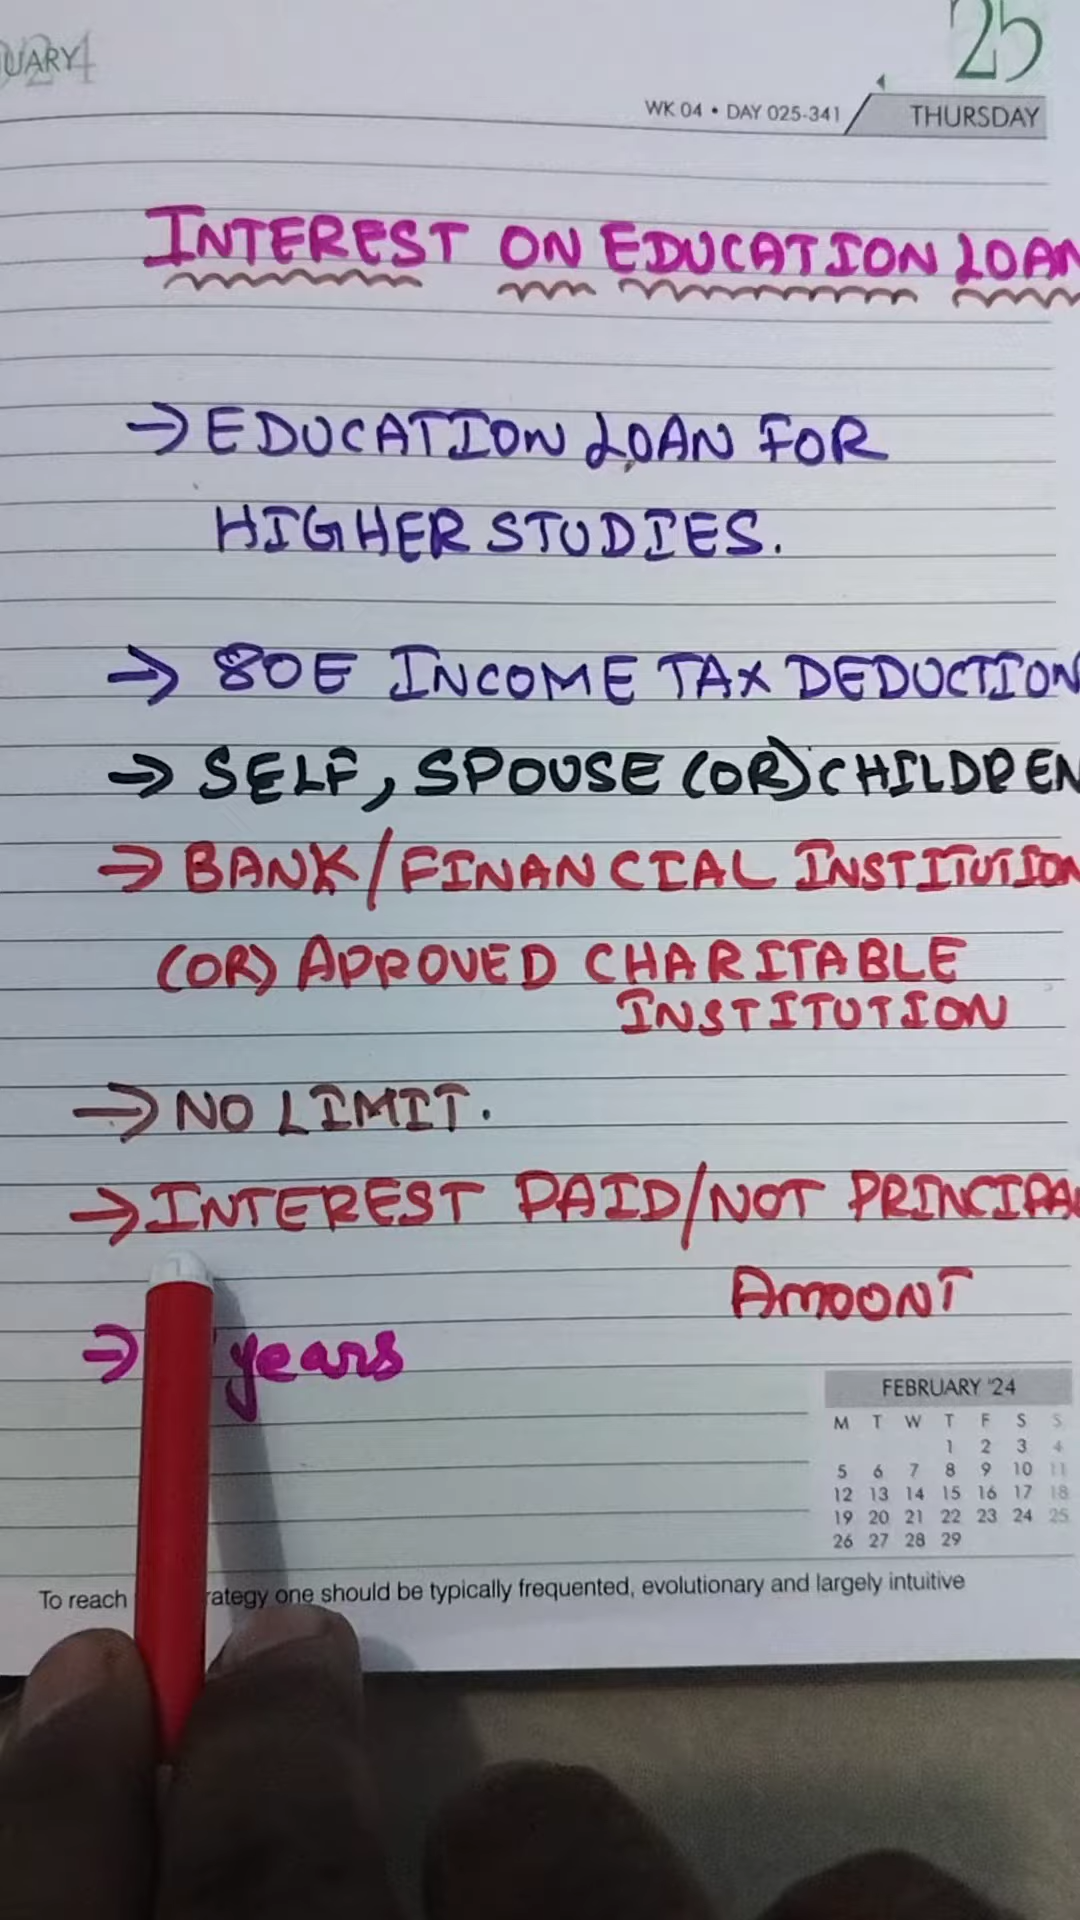 UARY 24
25
WK 04 • DAY 025-341
THURSDAY
INTEREST ON EDUCATION LOAN
→ EDUCATION LOAN FOR
HIGHER STUDIES.
→ 80E INCOME TAX DEDUCTION
→ SELF, SPOUSE (OR) CHILDREN
→ BANK/FINANCIAL INSTITUTION
(OR) APPROVED CHARITABLE
INSTITUTION
→ NO LIMIT.
→ INTEREST PAID/NOT PRINCIPA
AMOONT
→ years
FEBRUARY '24
M T W T F S S
1 2 3 4
5 6 7 8 9 10 11
12 13 14 15 16 17 18
19 20 21 22 23 24 25
26 27 28 29
To reach rategy one should be typically frequented, evolutionary and largely intuitive